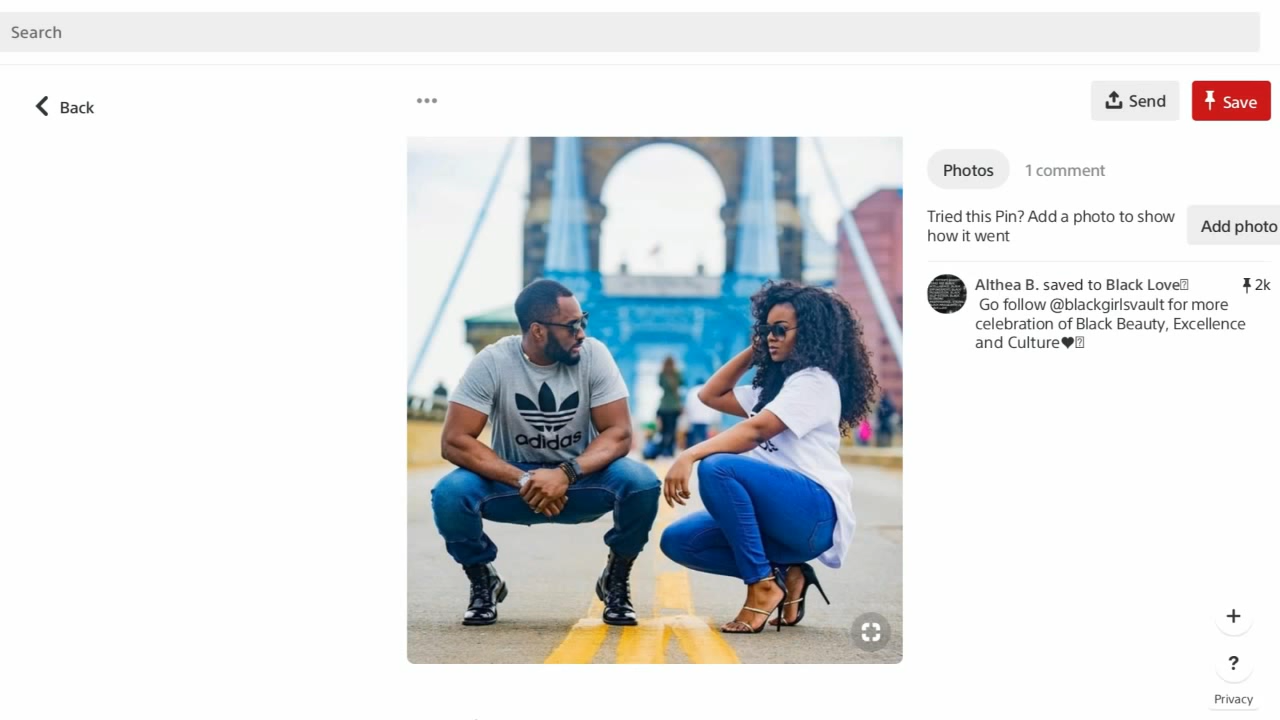 Search
Back
Send
Save
Photos
1 comment
Tried this Pin? Add a photo to show
how it went
Add photo
Althea B. saved to Black Love
2k
Go follow @blackgirlsvault for more
celebration of Black Beauty, Excellence
and Culture♥
adidas
+
?
Privacy